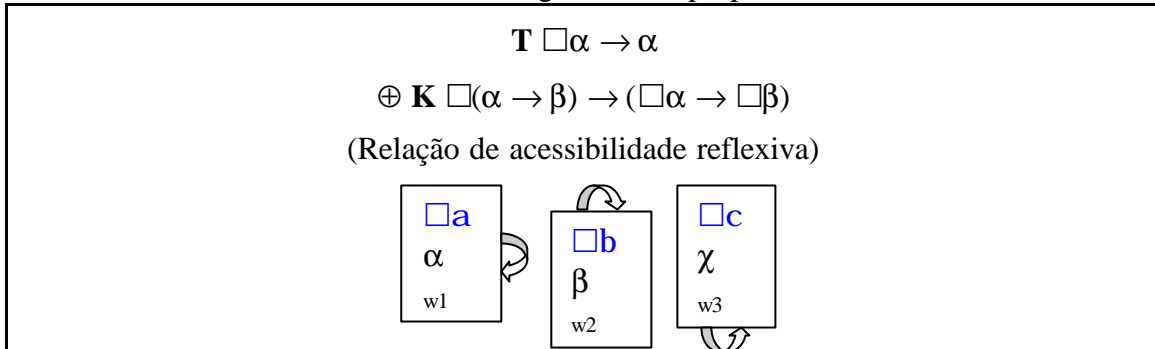 T □α → α
⊕ K □(α → β) → (□α → □β)
(Relação de acessibilidade reflexiva)
□a
α
w1
□b
β
w2
□c
χ
w3